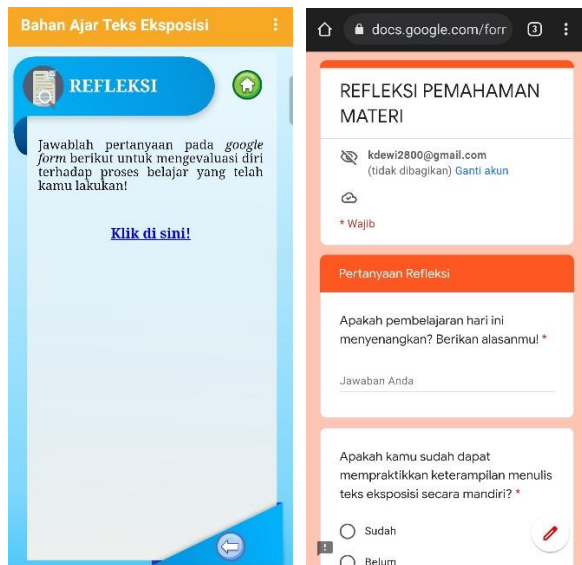 Bahan Ajar Teks Eksposisi
REFLEKSI
Jawablah pertanyaan pada google
form berikut untuk mengevaluasi diri
terhadap proses belajar yang telah
kamu lakukan!
Klik di sini!
docs.google.com/forr
3
REFLEKSI PEMAHAMAN
MATERI
kdewi2800@gmail.com
(tidak dibagikan) Ganti akun
* Wajib
Pertanyaan Refleksi
Apakah pembelajaran hari ini
menyenangkan? Berikan alasanmu! *
Jawaban Anda
Apakah kamu sudah dapat
mempraktikkan keterampilan menulis
teks eksposisi secara mandiri? *
Sudah
Belum